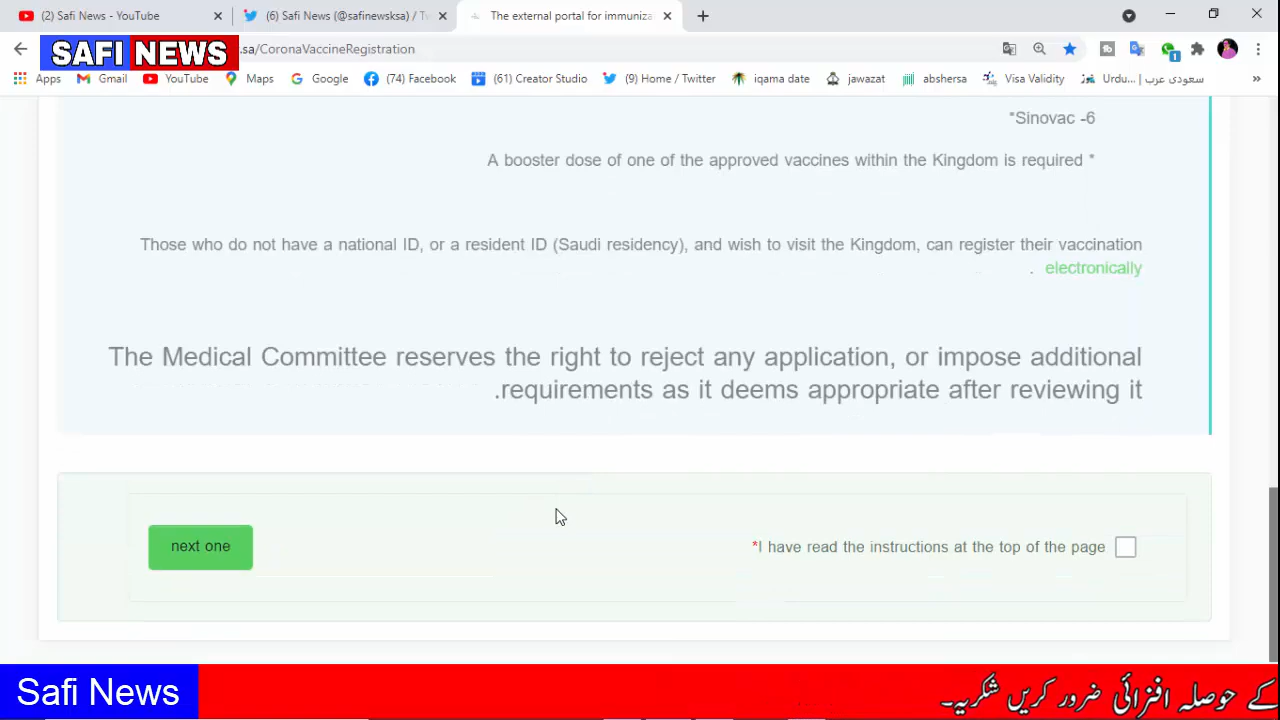 (2) Safi News - YouTube
(6) Safi News (@safinewsksa) / Tw
The external portal for immuniza
SAFI NEWS
.sa/CoronaVaccineRegistration
Apps
Gmail
YouTube
Maps
Google
(74) Facebook
(61) Creator Studio
(9) Home / Twitter
iqama date
jawazat
abshersa
Visa Validity
Urdu... | سعودی عرب
*Sinovac -6
A booster dose of one of the approved vaccines within the Kingdom is required *
Those who do not have a national ID, or a resident ID (Saudi residency), and wish to visit the Kingdom, can register their vaccination
. electronically
The Medical Committee reserves the right to reject any application, or impose additional
.requirements as it deems appropriate after reviewing it
next one
*I have read the instructions at the top of the page
Safi News
کے حوصلہ افزائی ضرور کریں شکریہ۔